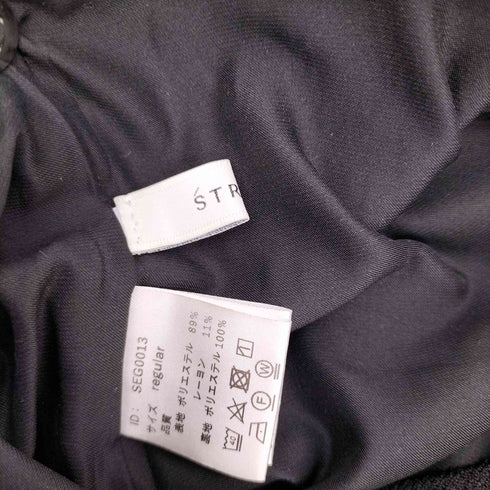 STR
ID: SEG0013
サイズ regular
品質
表地 ポリエステル 89%
レーヨン 11%
裏地 ポリエステル 100%
40
F
W